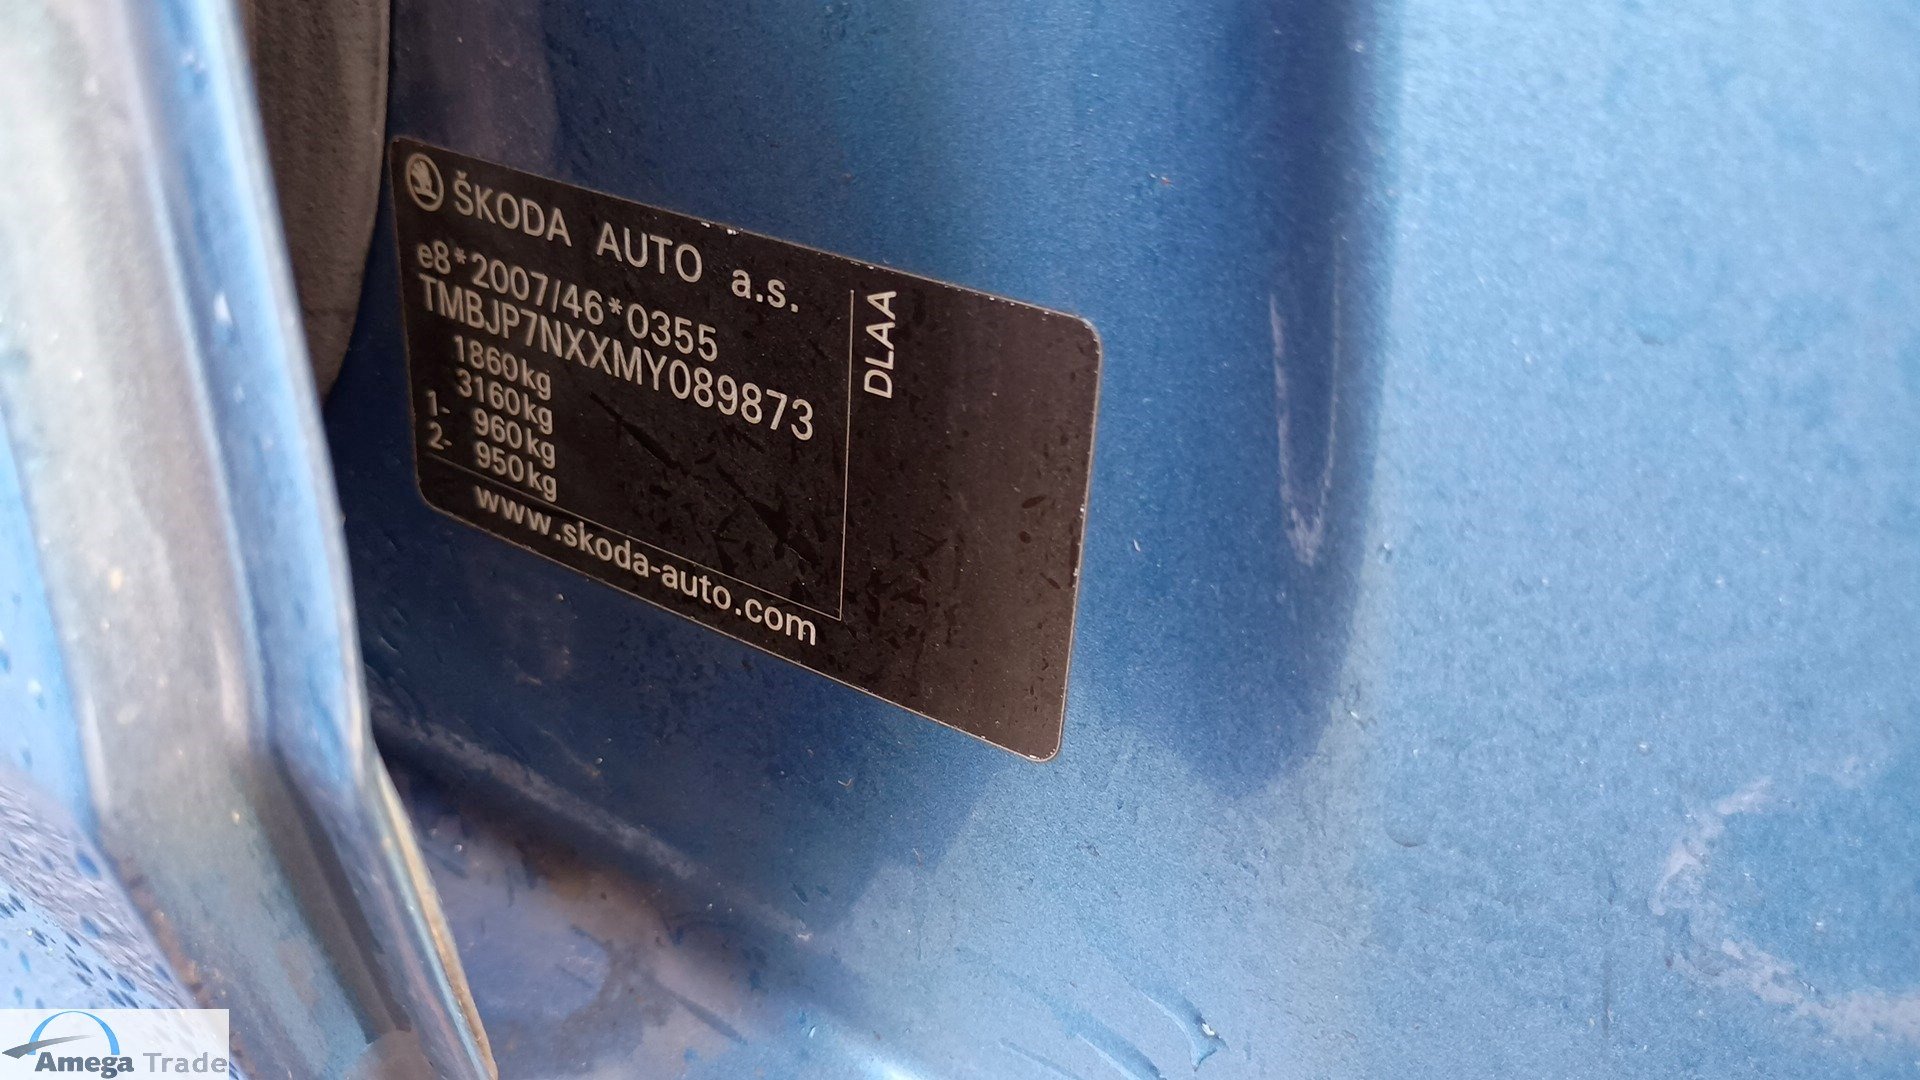 ŠKODA AUTO a.s.
e8*2007/46*0355
TMBJP7NXXMY089873
1860kg
3160kg
1- 960kg
2- 950kg
www.skoda-auto.com
DLAA
Amega Trade